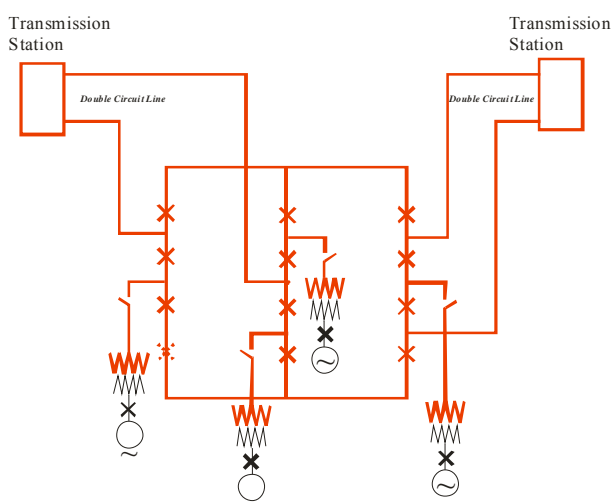 Transmission
Station
Transmission
Station
Double Circuit Line
Double Circuit Line